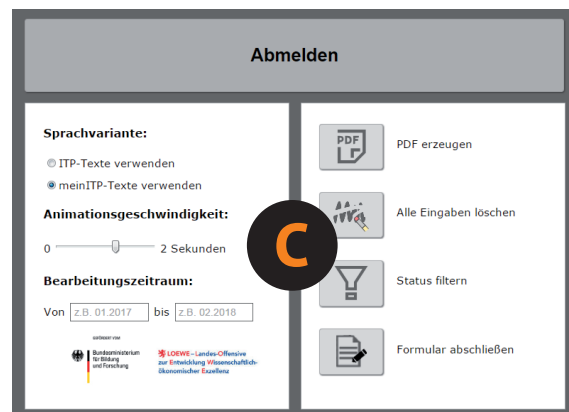 Abmelden
Sprachvariante:
ITP-Texte verwenden
meinITP-Texte verwenden
Animationsgeschwindigkeit:
0 2 Sekunden
Bearbeitungszeitraum:
Von z.B. 01.2017 bis z.B. 02.2018
GEFÖRDERT VOM
Bundesministerium
für Bildung
und Forschung
LOEWE – Landes-Offensive
zur Entwicklung Wissenschaftlich-
ökonomischer Exzellenz
C
PDF
PDF erzeugen
Alle Eingaben löschen
Status filtern
Formular abschließen